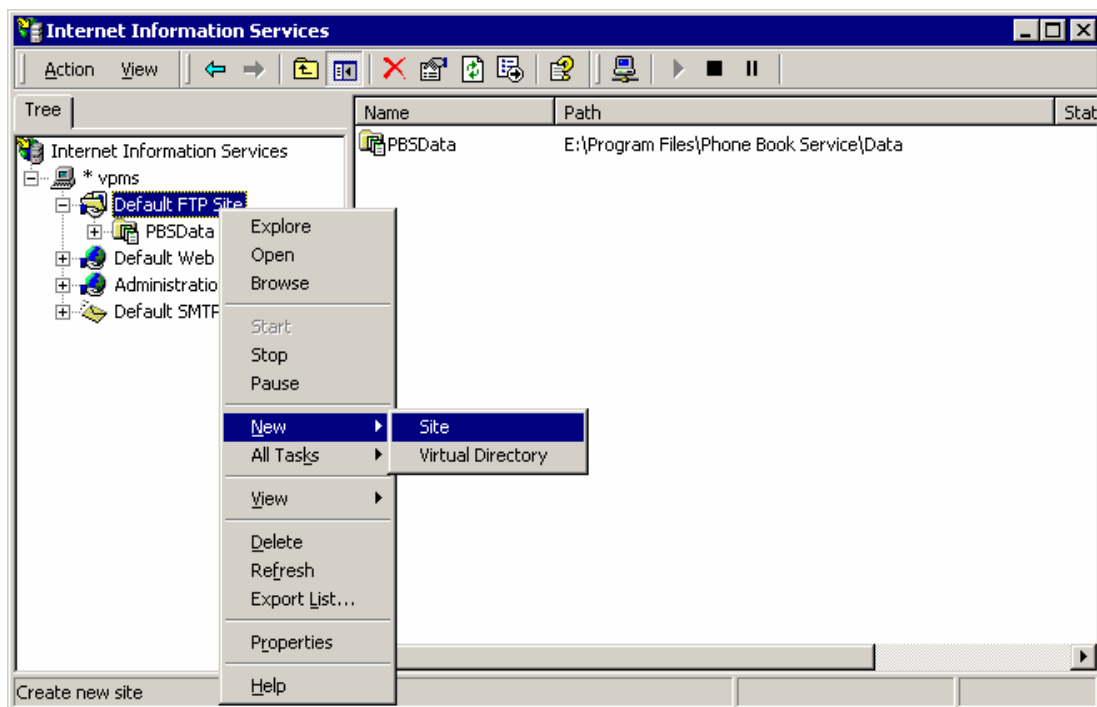 Internet Information Services
Action View
Tree
Name Path Stat
Internet Information Services
PBSData E:\Program Files\Phone Book Service\Data
* vpms
Default FTP Site
PBSData
Default Web
Administratio
Default SMTP
Explore
Open
Browse
Start
Stop
Pause
New
Site
All Tasks
Virtual Directory
View
Delete
Refresh
Export List...
Properties
Help
Create new site